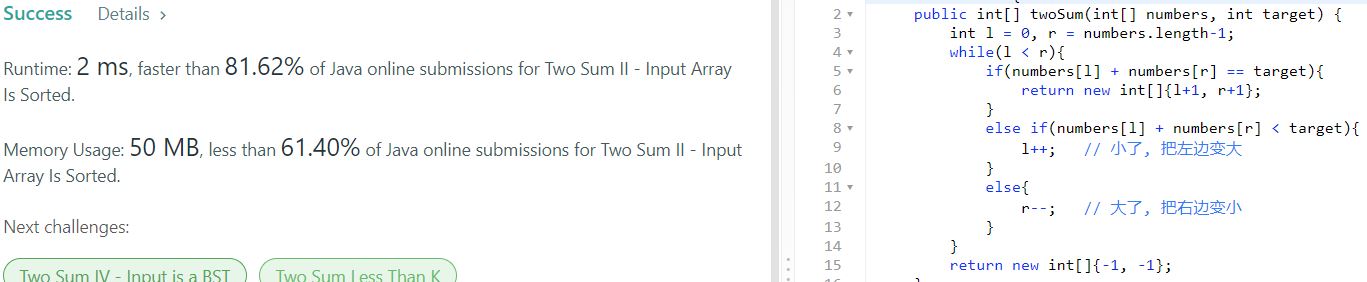 Success Details >
Runtime: 2 ms, faster than 81.62% of Java online submissions for Two Sum II - Input Array
Is Sorted.
Memory Usage: 50 MB, less than 61.40% of Java online submissions for Two Sum II - Input
Array Is Sorted.
Next challenges:
Two Sum IV - Input is a BST
Two Sum Less Than K
2 public int[] twoSum(int[] numbers, int target) {
3 int l = 0, r = numbers.length-1;
4 while(l < r){
5 if(numbers[l] + numbers[r] == target){
6 return new int[]{l+1, r+1};
7 }
8 else if(numbers[l] + numbers[r] < target){
9 l++; // 小了, 把左边变大
10 }
11 else{
12 r--; // 大了, 把右边变小
13 }
14 }
15 return new int[]{-1, -1};